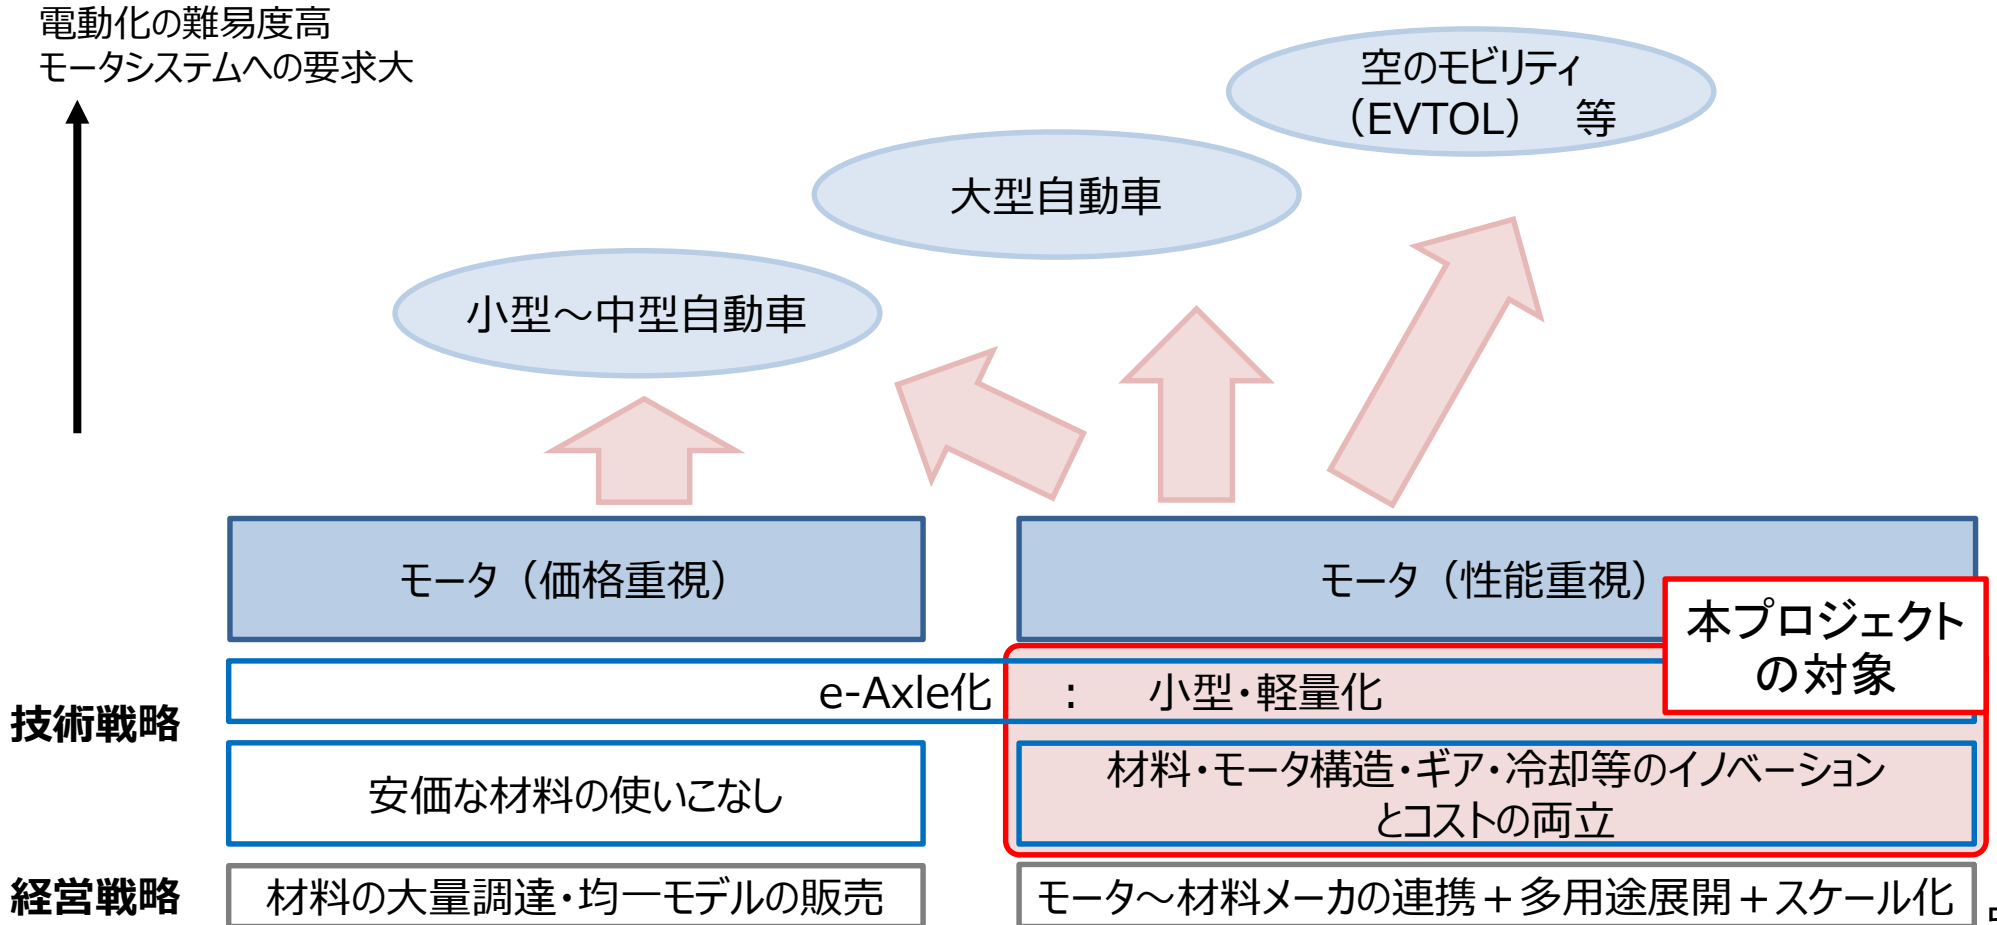 電動化の難易度高
モータシステムへの要求大
空のモビリティ
（EVTOL）　等
大型自動車
小型～中型自動車
モータ（価格重視）
モータ（性能重視）
本プロジェクト
の対象
技術戦略
e-Axle化　：　小型・軽量化
安価な材料の使いこなし
材料・モータ構造・ギア・冷却等のイノベーション
とコストの両立
経営戦略
材料の大量調達・均一モデルの販売
モータ～材料メーカの連携＋多用途展開＋スケール化